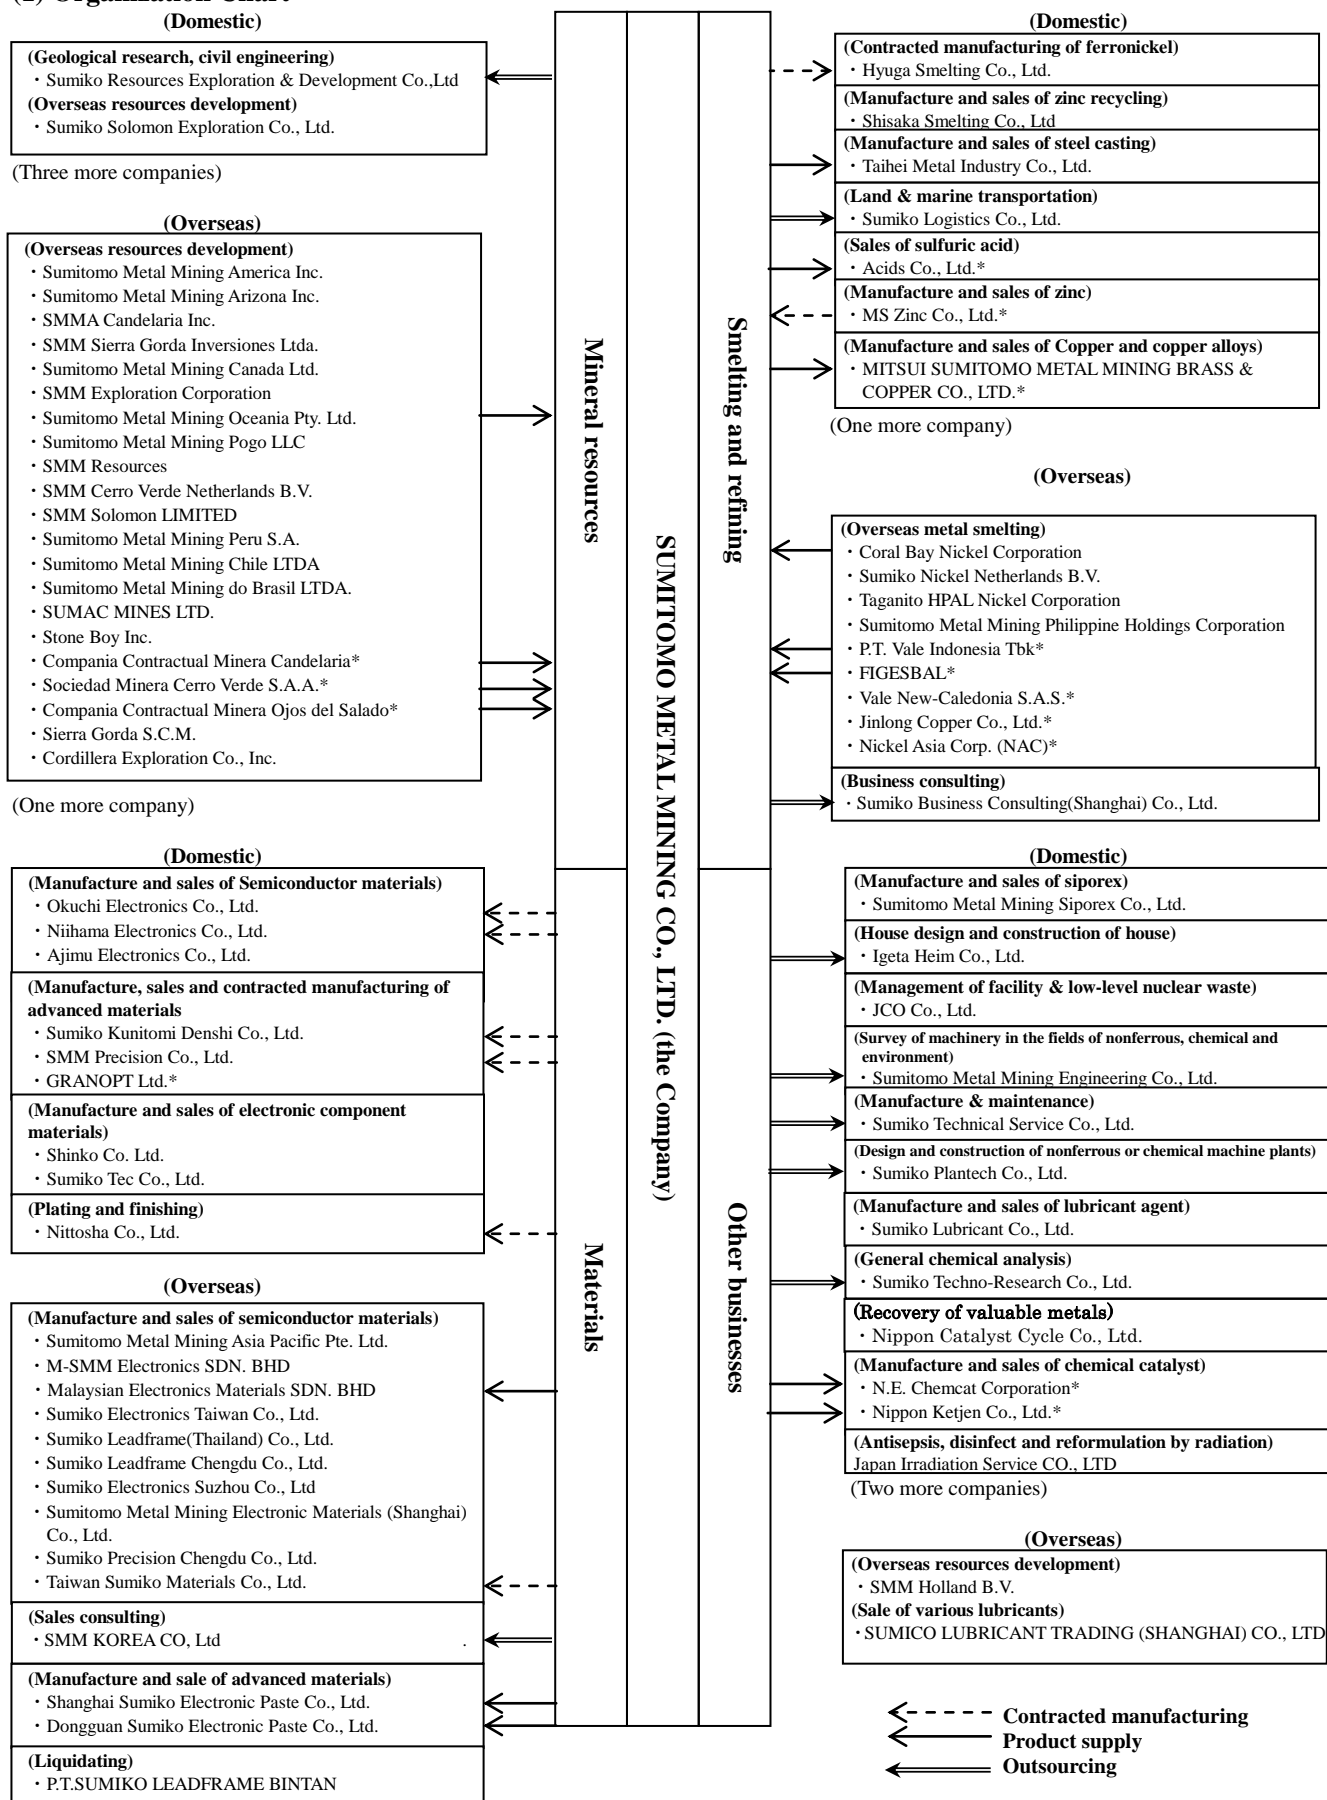 (Domestic)
(Geological research, civil engineering)
・Sumiko Resources Exploration & Development Co.,Ltd
(Overseas resources development)
・Sumiko Solomon Exploration Co., Ltd.
(Three more companies)
(Overseas)
(Overseas resources development)
・Sumitomo Metal Mining America Inc.
・Sumitomo Metal Mining Arizona Inc.
・SMMA Candelaria Inc.
・SMM Sierra Gorda Inversiones Ltda.
・Sumitomo Metal Mining Canada Ltd.
・SMM Exploration Corporation
・Sumitomo Metal Mining Oceania Pty. Ltd.
・Sumitomo Metal Mining Pogo LLC
・SMM Resources
・SMM Cerro Verde Netherlands B.V.
・SMM Solomon LIMITED
・Sumitomo Metal Mining Peru S.A.
・Sumitomo Metal Mining Chile LTDA
・Sumitomo Metal Mining do Brasil LTDA.
・SUMAC MINES LTD.
・Stone Boy Inc.
・Compania Contractual Minera Candelaria*
・Sociedad Minera Cerro Verde S.A.A.*
・Compania Contractual Minera Ojos del Salado*
・Sierra Gorda S.C.M.
・Cordillera Exploration Co., Inc.
(One more company)
(Domestic)
(Manufacture and sales of Semiconductor materials)
・Okuchi Electronics Co., Ltd.
・Niihama Electronics Co., Ltd.
・Ajimu Electronics Co., Ltd.
(Manufacture, sales and contracted manufacturing of
advanced materials
・Sumiko Kunitomi Denshi Co., Ltd.
・SMM Precision Co., Ltd.
・GRANOPT Ltd.*
(Manufacture and sales of electronic component
materials)
・Shinko Co. Ltd.
・Sumiko Tec Co., Ltd.
(Plating and finishing)
・Nittosha Co., Ltd.
(Overseas)
(Manufacture and sales of semiconductor materials)
・Sumitomo Metal Mining Asia Pacific Pte. Ltd.
・M-SMM Electronics SDN. BHD
・Malaysian Electronics Materials SDN. BHD
・Sumiko Electronics Taiwan Co., Ltd.
・Sumiko Leadframe(Thailand) Co., Ltd.
・Sumiko Leadframe Chengdu Co., Ltd.
・Sumiko Electronics Suzhou Co., Ltd
・Sumitomo Metal Mining Electronic Materials (Shanghai)
Co., Ltd.
・Sumiko Precision Chengdu Co., Ltd.
・Taiwan Sumiko Materials Co., Ltd.
(Sales consulting)
・SMM KOREA CO, Ltd .
(Manufacture and sale of advanced materials)
・Shanghai Sumiko Electronic Paste Co., Ltd.
・Dongguan Sumiko Electronic Paste Co., Ltd.
(Liquidating)
・P.T.SUMIKO LEADFRAME BINTAN
Mineral resources
Materials
SUMITOMO METAL MINING CO., LTD. (the Company)
Smelting and refining
Other businesses
(Domestic)
(Contracted manufacturing of ferronickel)
・Hyuga Smelting Co., Ltd.
(Manufacture and sales of zinc recycling)
・Shisaka Smelting Co., Ltd
(Manufacture and sales of steel casting)
・Taihei Metal Industry Co., Ltd.
(Land & marine transportation)
・Sumiko Logistics Co., Ltd.
(Sales of sulfuric acid)
・Acids Co., Ltd.*
(Manufacture and sales of zinc)
・MS Zinc Co., Ltd.*
(Manufacture and sales of Copper and copper alloys)
・MITSUI SUMITOMO METAL MINING BRASS &
COPPER CO., LTD.*
(One more company)
(Overseas)
(Overseas metal smelting)
・Coral Bay Nickel Corporation
・Sumiko Nickel Netherlands B.V.
・Taganito HPAL Nickel Corporation
・Sumitomo Metal Mining Philippine Holdings Corporation
・P.T. Vale Indonesia Tbk*
・FIGESBAL*
・Vale New-Caledonia S.A.S.*
・Jinlong Copper Co., Ltd.*
・Nickel Asia Corp. (NAC)*
(Business consulting)
・Sumiko Business Consulting(Shanghai) Co., Ltd.
(Domestic)
(Manufacture and sales of siporex)
・Sumitomo Metal Mining Siporex Co., Ltd.
(House design and construction of house)
・Igeta Heim Co., Ltd.
(Management of facility & low-level nuclear waste)
・JCO Co., Ltd.
(Survey of machinery in the fields of nonferrous, chemical and
environment)
・Sumitomo Metal Mining Engineering Co., Ltd.
(Manufacture & maintenance)
・Sumiko Technical Service Co., Ltd.
(Design and construction of nonferrous or chemical machine plants)
・Sumiko Plantech Co., Ltd.
(Manufacture and sales of lubricant agent)
・Sumiko Lubricant Co., Ltd.
(General chemical analysis)
・Sumiko Techno-Research Co., Ltd.
(Recovery of valuable metals)
・Nippon Catalyst Cycle Co., Ltd.
(Manufacture and sales of chemical catalyst)
・N.E. Chemcat Corporation*
・Nippon Ketjen Co., Ltd.*
(Antisepsis, disinfect and reformulation by radiation)
Japan Irradiation Service CO., LTD
(Two more companies)
(Overseas)
(Overseas resources development)
・SMM Holland B.V.
(Sale of various lubricants)
・SUMICO LUBRICANT TRADING (SHANGHAI) CO., LTD
Contracted manufacturing
Product supply
Outsourcing